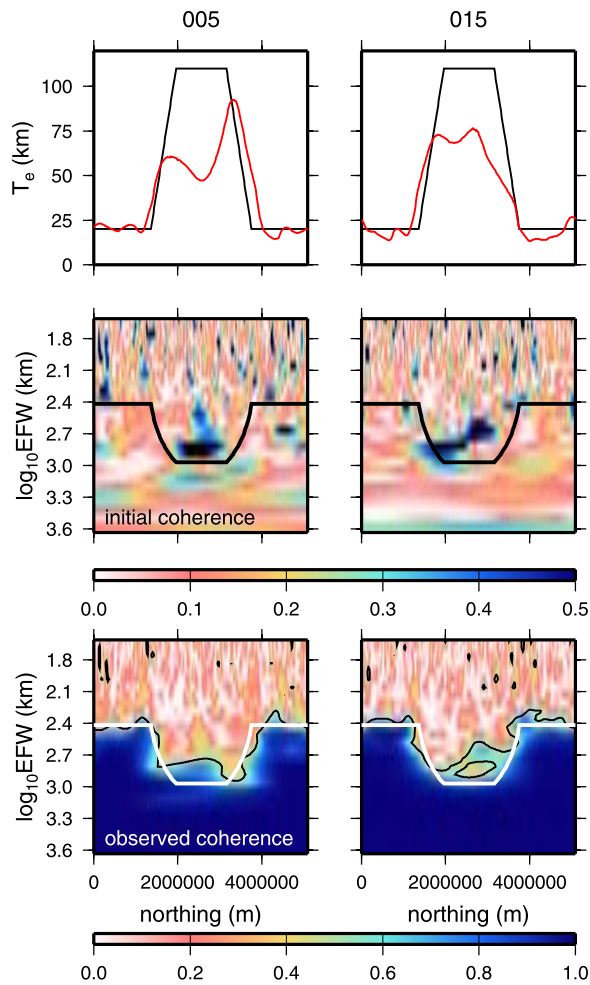 005 015
100
75
50
25
0
Te (km)
1.8
2.1
2.4
2.7
3.0
3.3
3.6
log10EFW (km)
initial coherence
0.0 0.1 0.2 0.3 0.4 0.5
1.8
2.1
2.4
2.7
3.0
3.3
3.6
log10EFW (km)
observed coherence
0 2000000 4000000 0 2000000 4000000
northing (m) northing (m)
0.0 0.2 0.4 0.6 0.8 1.0